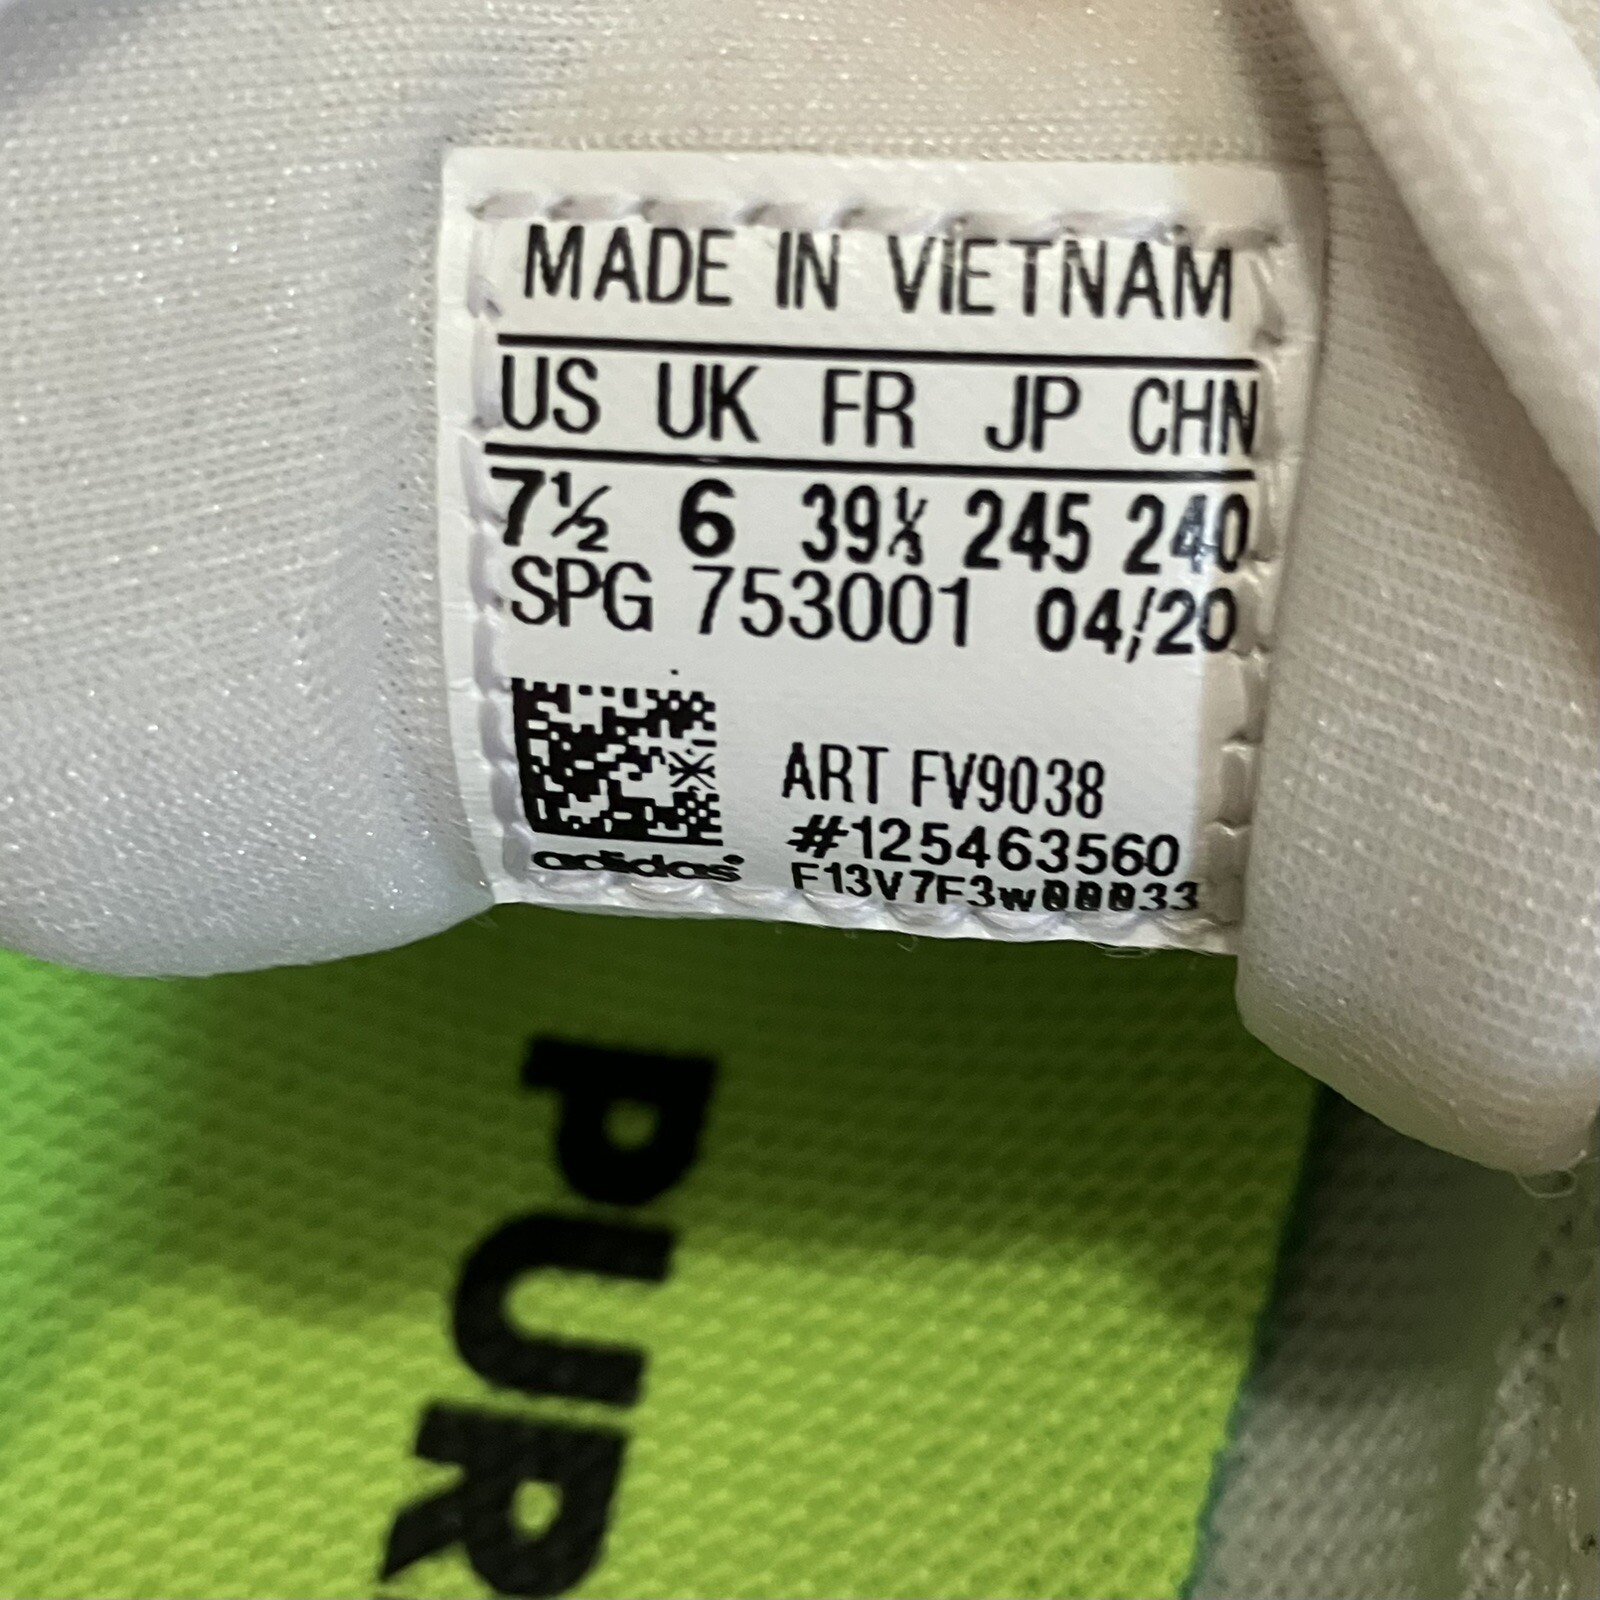 MADE IN VIETNAM
US UK FR JP CHN
7½ 6 39⅓ 245 240
SPG 753001 04/20
ART FV9038
#125463560
adidas
F13V7F3W00033
PUR